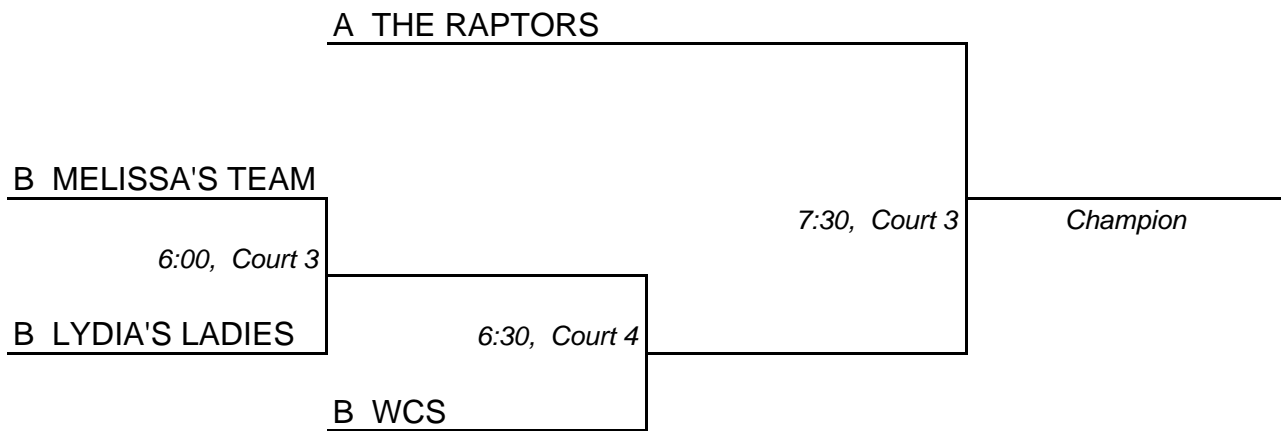 A THE RAPTORS
B MELISSA'S TEAM
7:30, Court 3
Champion
6:00, Court 3
B LYDIA'S LADIES
6:30, Court 4
B WCS